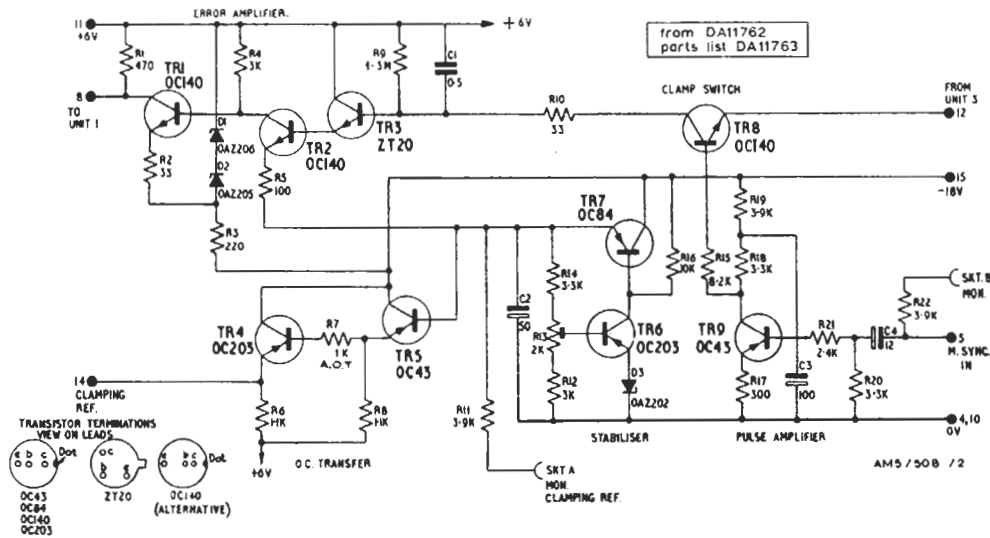 ERROR AMPLIFIER.
11
+6V
+ 6V
from DA11762
parts list DA11763
R1
470
TR1
OC140
R4
3K
R9
1·3M
C1
0·5
CLAMP SWITCH
FROM
UNIT 3
12
8
TO
UNIT 1
D1
OAZ206
TR2
OC140
TR3
ZT20
R10
33
TR8
OC140
R2
33
D2
OAZ205
R5
100
15
-18V
R3
220
TR7
OC84
R19
3·9K
R16
10K
R15
8·2K
R18
3·3K
R14
3·3K
SKT.B
MON.
C2
50
R22
3·9K
TR4
OC203
R7
1K
A.O.T
TR5
OC43
R13
2K
TR6
OC203
TR9
OC43
R21
2·4K
C4
12
5
M.SYNC.
IN
14
CLAMPING
REF.
R6
1·1K
R8
1·1K
R11
3·9K
R12
3K
D3
OAZ202
R17
300
C3
100
R20
3·3K
4,10
0V
TRANSISTOR TERMINATIONS
VIEW ON LEADS
+6V
D.C. TRANSFER
STABILISER
PULSE AMPLIFIER
AM5/508 /2
SKT A
MON.
CLAMPING REF.
e b c
Dot
c
b
e
e b c
Dot
OC43
OC84
OC140
OC203
ZT20
OC140
(ALTERNATIVE)